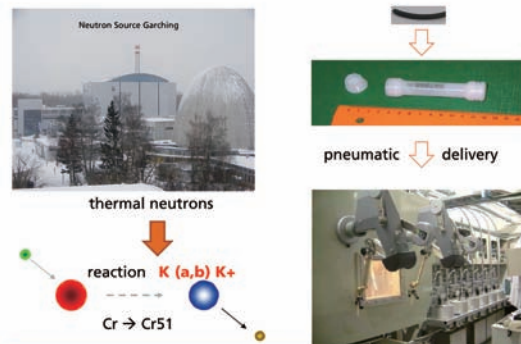 Neutron Source Garching
thermal neutrons
reaction K (a,b) K+
Cr → Cr51
pneumatic delivery